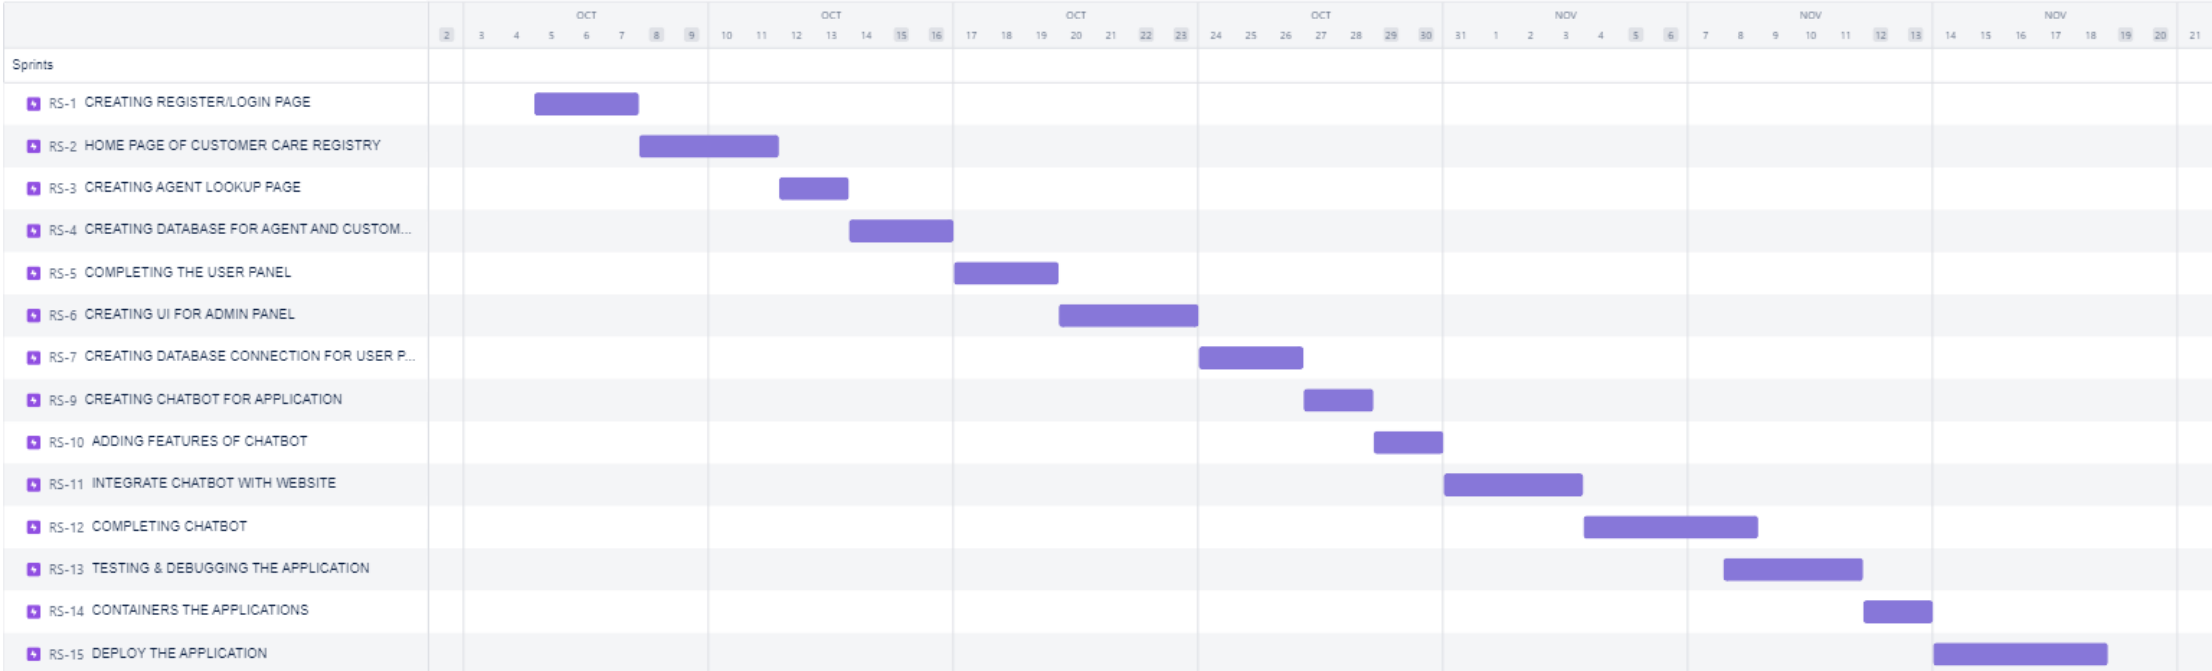 OCT OCT OCT OCT NOV NOV NOV
2 3 4 5 6 7 8 9 10 11 12 13 14 15 16 17 18 19 20 21 22 23 24 25 26 27 28 29 30 31 1 2 3 4 5 6 7 8 9 10 11 12 13 14 15 16 17 18 19 20 21
Sprints
RS-1 CREATING REGISTER/LOGIN PAGE
RS-2 HOME PAGE OF CUSTOMER CARE REGISTRY
RS-3 CREATING AGENT LOOKUP PAGE
RS-4 CREATING DATABASE FOR AGENT AND CUSTOM...
RS-5 COMPLETING THE USER PANEL
RS-6 CREATING UI FOR ADMIN PANEL
RS-7 CREATING DATABASE CONNECTION FOR USER P...
RS-9 CREATING CHATBOT FOR APPLICATION
RS-10 ADDING FEATURES OF CHATBOT
RS-11 INTEGRATE CHATBOT WITH WEBSITE
RS-12 COMPLETING CHATBOT
RS-13 TESTING & DEBUGGING THE APPLICATION
RS-14 CONTAINERS THE APPLICATIONS
RS-15 DEPLOY THE APPLICATION